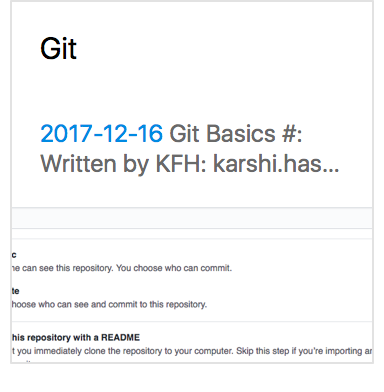 Git
2017-12-16 Git Basics #:
Written by KFH: karshi.has...
c
ne can see this repository. You choose who can commit.
te
hoose who can see and commit to this repository.
his repository with a README
t you immediately clone the repository to your computer. Skip this step if you're importing an